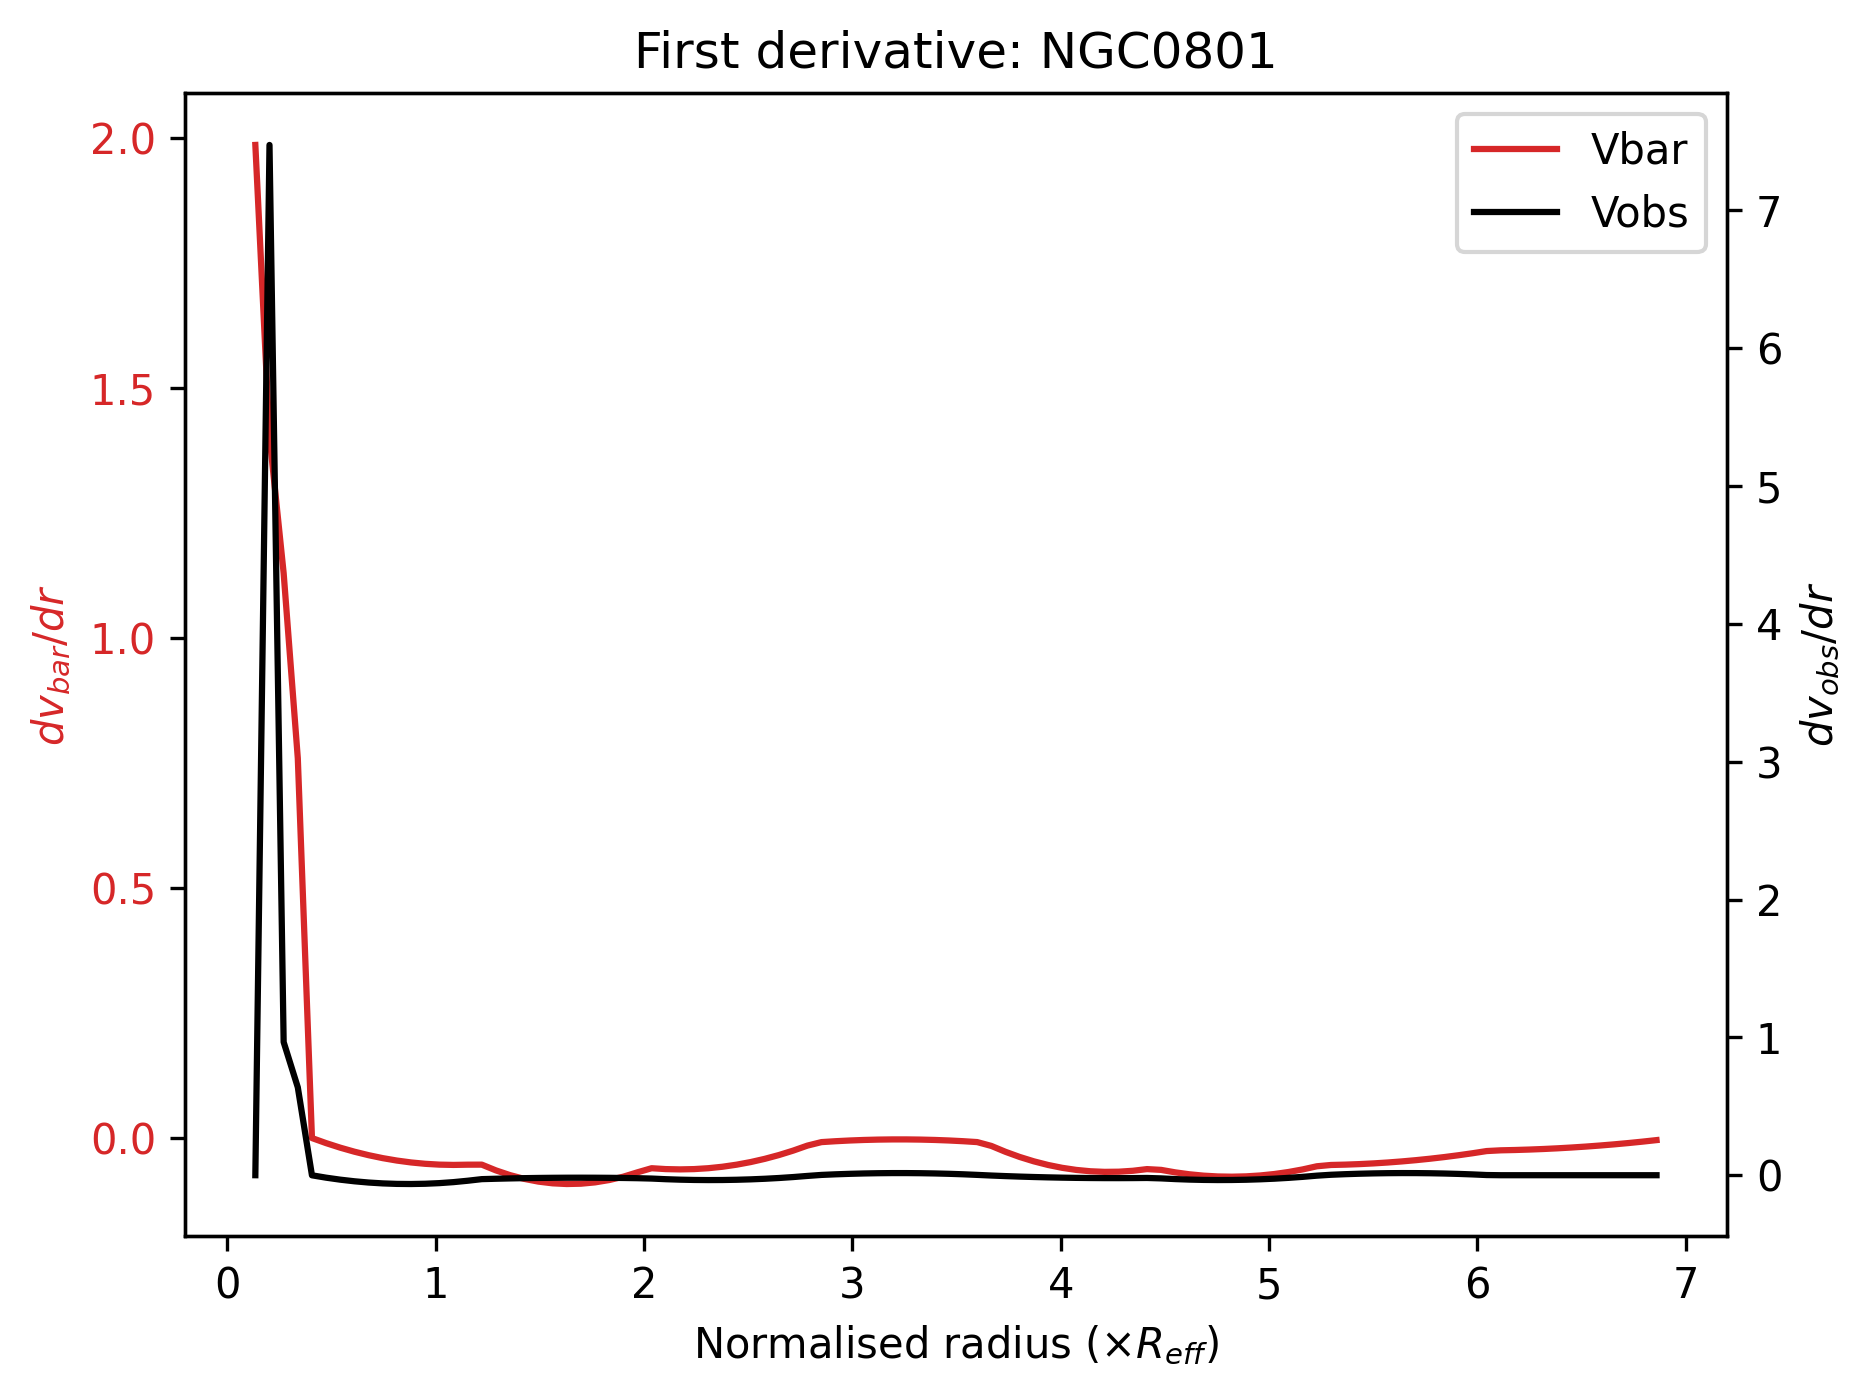 First derivative: NGC0801
Vbar
Vobs
2.0
1.5
1.0
0.5
0.0
dv_bar/dr
7
6
5
4
3
2
1
0
dv_obs/dr
0 1 2 3 4 5 6 7
Normalised radius (×R_eff)